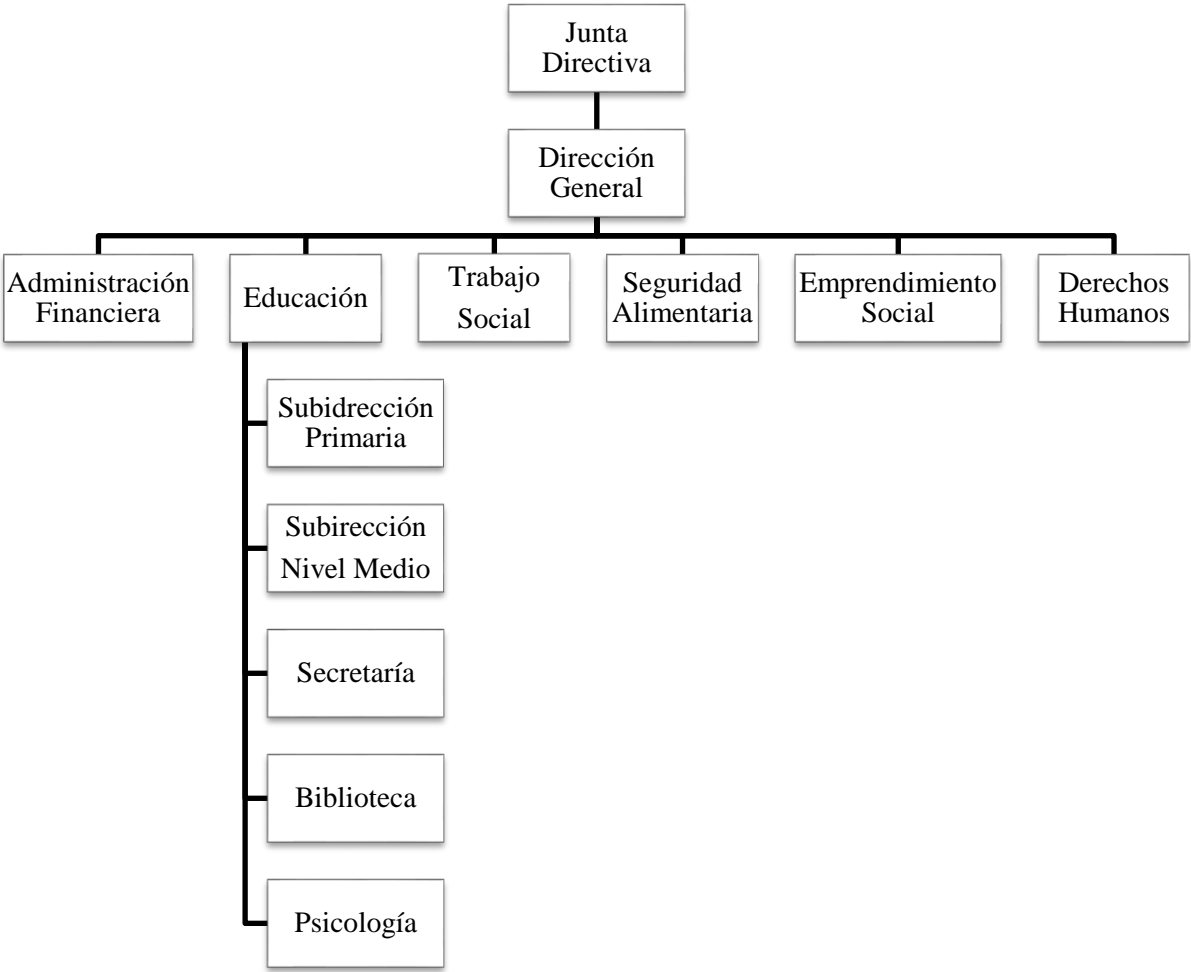 Junta
Directiva
Dirección
General
Administración
Financiera
Educación
Trabajo
Social
Seguridad
Alimentaria
Emprendimiento
Social
Derechos
Humanos
Subidrección
Primaria
Subirección
Nivel Medio
Secretaría
Biblioteca
Psicología